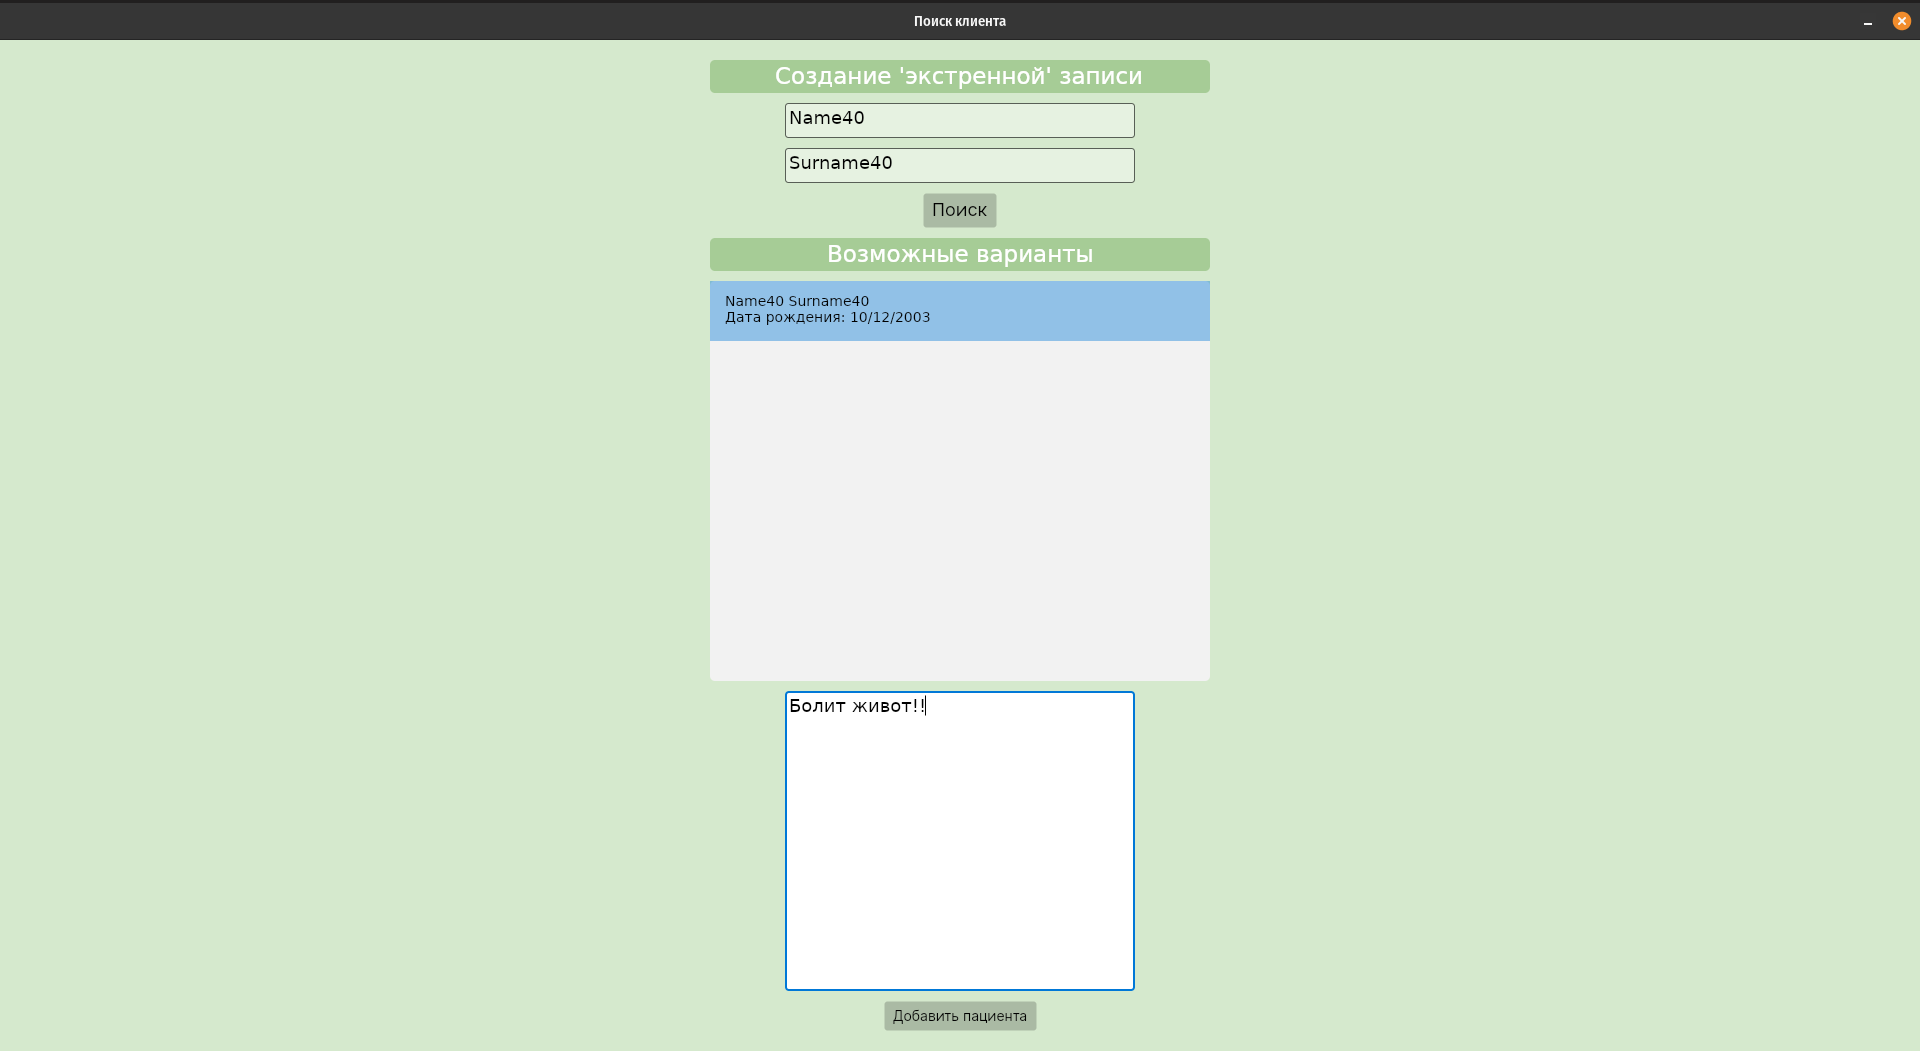 Поиск клиента
Создание 'экстренной' записи
Name40
Surname40
Поиск
Возможные варианты
Name40 Surname40
Дата рождения: 10/12/2003
Болит живот!!
Добавить пациента